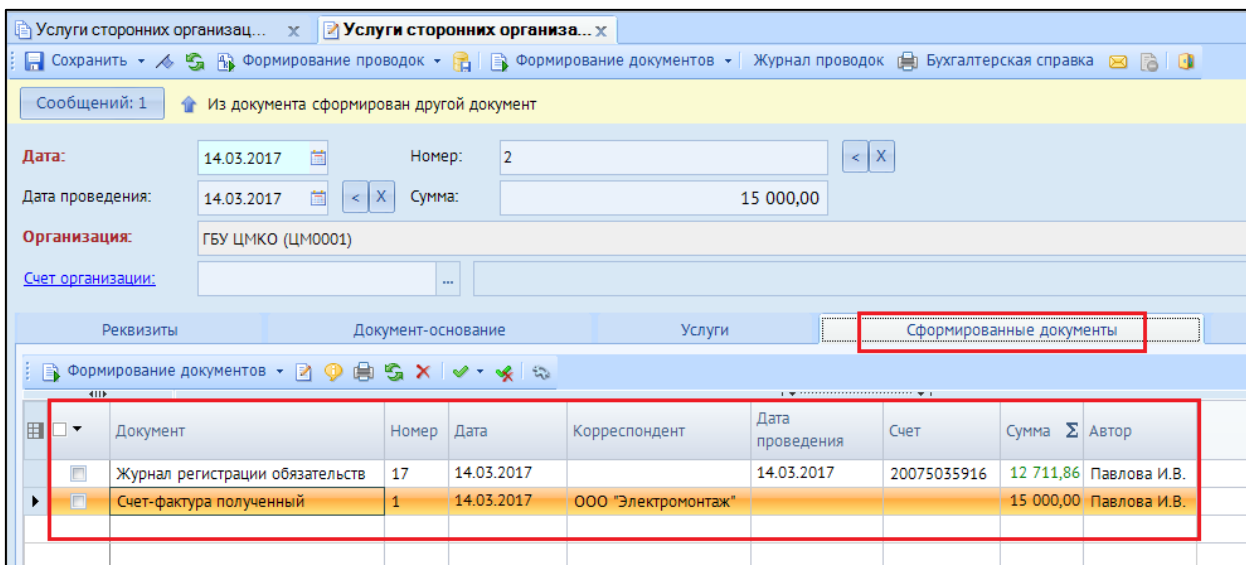 Услуги сторонних организац... x Услуги сторонних организа... x
Сохранить Формирование проводок Формирование документов Журнал проводок Бухгалтерская справка
Сообщений: 1 Из документа сформирован другой документ
Дата: 14.03.2017 Номер: 2 < X
Дата проведения: 14.03.2017 < X Сумма: 15 000,00
Организация: ГБУ ЦМКО (ЦМ0001)
Счет организации: ...
Реквизиты Документ-основание Услуги Сформированные документы
Формирование документов
Документ Номер Дата Корреспондент Дата проведения Счет Сумма Σ Автор
Журнал регистрации обязательств 17 14.03.2017 14.03.2017 20075035916 12 711,86 Павлова И.В.
Счет-фактура полученный 1 14.03.2017 ООО "Электромонтаж" 15 000,00 Павлова И.В.